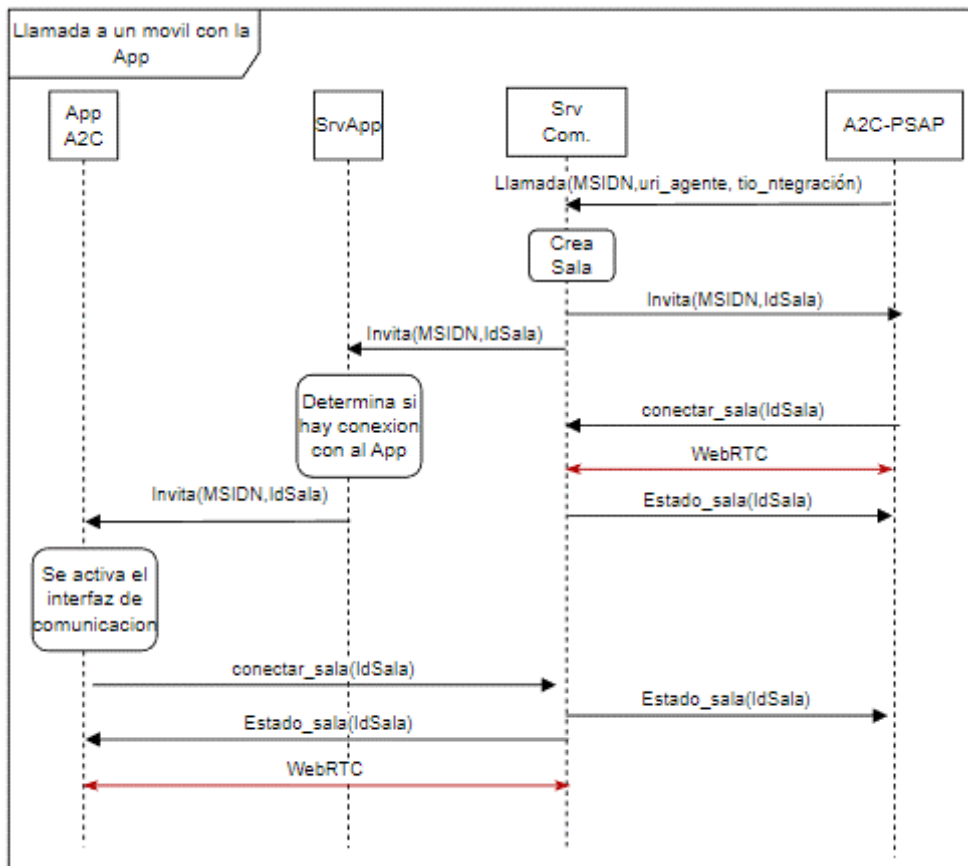 Llamada a un movil con la
App
App
A2C
SrvApp
Srv
Com.
A2C-PSAP
Llamada(MSIDN,uri_agente, tio_ntegración)
Crea
Sala
Invita(MSIDN,IdSala)
Invita(MSIDN,IdSala)
Determina si
hay conexion
con al App
conectar_sala(IdSala)
WebRTC
Invita(MSIDN,IdSala)
Estado_sala(IdSala)
Se activa el
interfaz de
comunicacion
conectar_sala(IdSala)
Estado_sala(IdSala)
Estado_sala(IdSala)
WebRTC